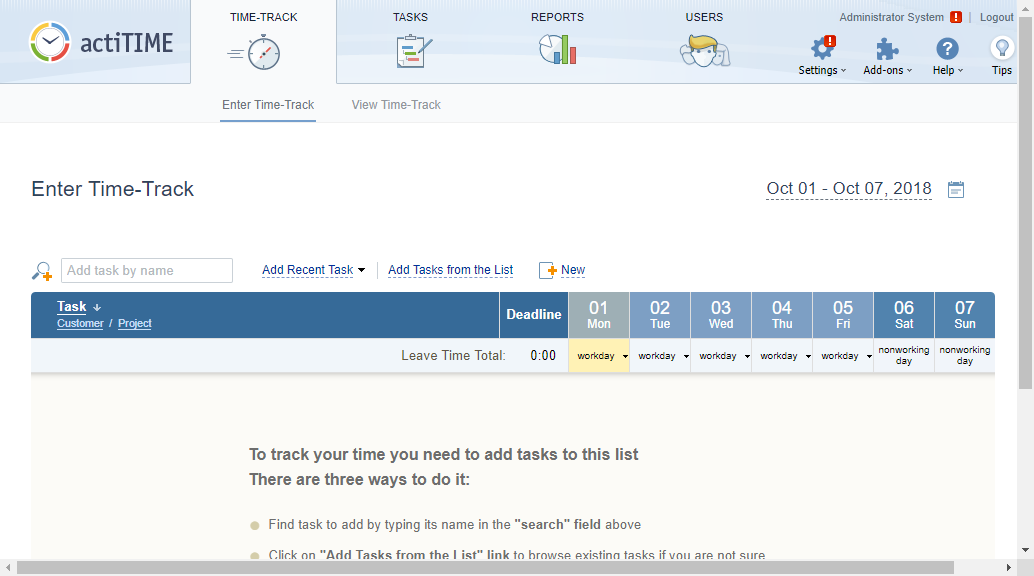 actiTIME
TIME-TRACK
TASKS
REPORTS
USERS
Administrator System ! | Logout
Settings
Add-ons
Help
Tips
Enter Time-Track
View Time-Track
Enter Time-Track
Oct 01 - Oct 07, 2018
Add task by name
Add Recent Task
Add Tasks from the List
New
Task
Customer / Project
Deadline
01
Mon
02
Tue
03
Wed
04
Thu
05
Fri
06
Sat
07
Sun
Leave Time Total:
0:00
workday
workday
workday
workday
workday
nonworking
day
nonworking
day
To track your time you need to add tasks to this list
There are three ways to do it:
Find task to add by typing its name in the "search" field above
Click on "Add Tasks from the List" link to browse existing tasks if you are not sure